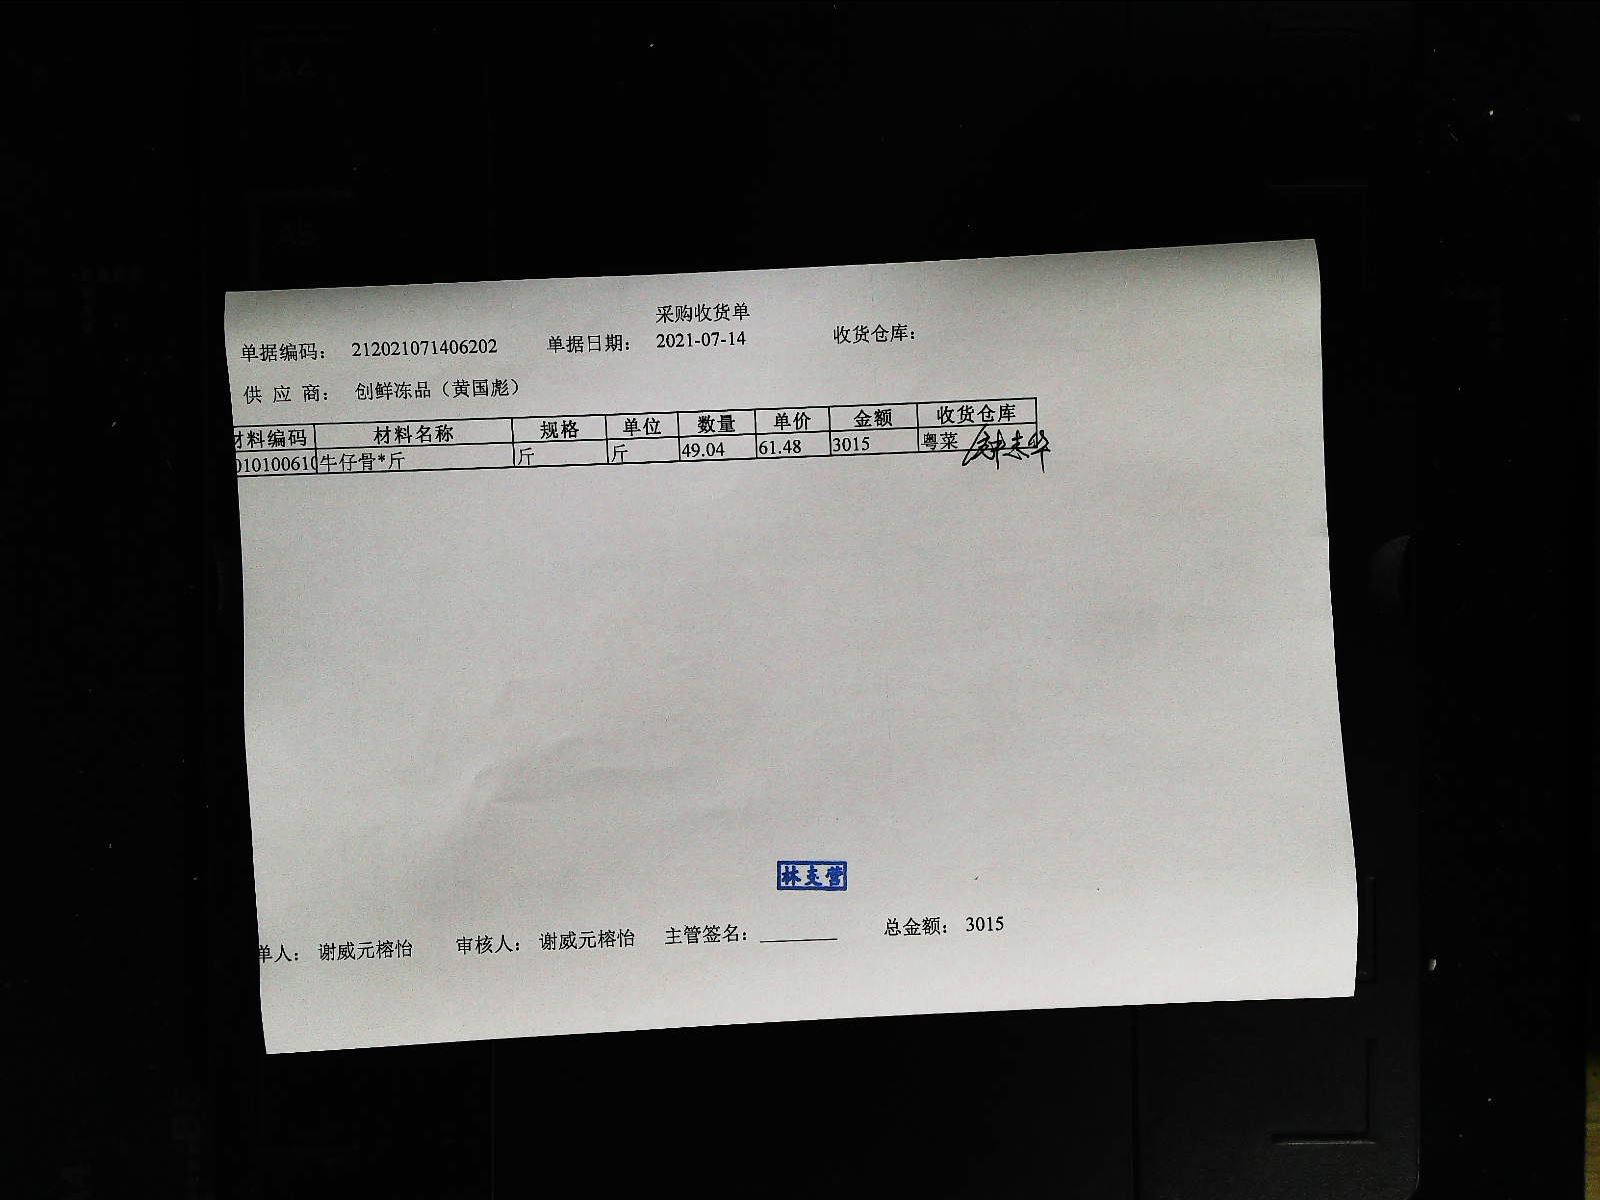 采购收货单
单据编码： 212021071406202 单据日期： 2021-07-14 收货仓库：
供 应 商： 创鲜冻品（黄国彪）
材料编码 材料名称 规格 单位 数量 单价 金额 收货仓库
010100610 牛仔骨*斤 斤 斤 49.04 61.48 3015 粤菜
单人： 谢威元榕怡 审核人： 谢威元榕怡 主管签名：________ 总金额： 3015